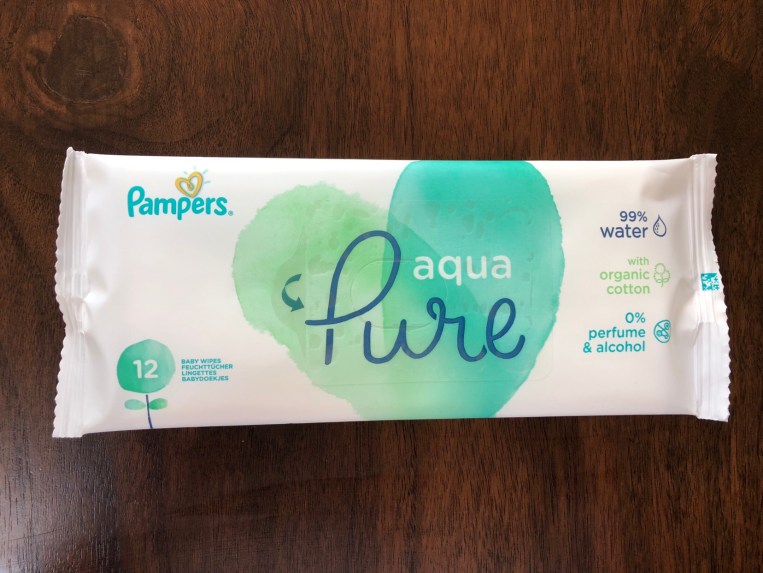 Pampers.
aqua
Pure
99%
water
with
organic
cotton
0%
perfume
& alcohol
12
BABY WIPES
FEUCHTTÜCHER
LINGETTES
BABYDOEKJES